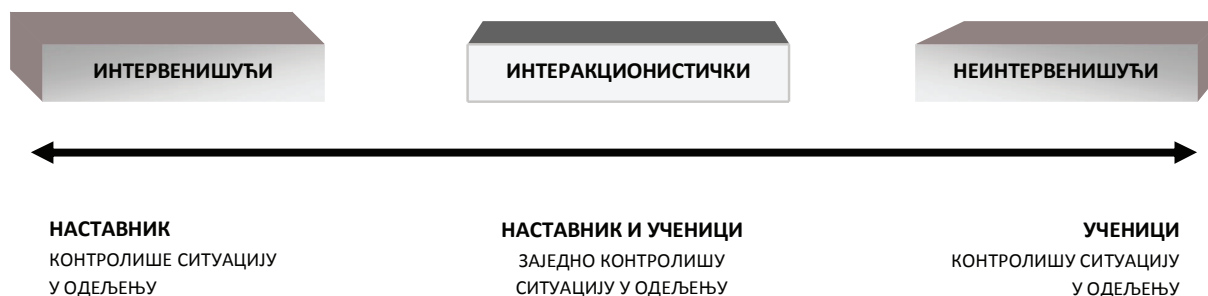 ИНТЕРВЕНИШУЋИ
ИНТЕРАКЦИОНИСТИЧКИ
НЕИНТЕРВЕНИШУЋИ
НАСТАВНИК
КОНТРОЛИШЕ СИТУАЦИЈУ
У ОДЕЉЕЊУ
НАСТАВНИК И УЧЕНИЦИ
ЗАЈЕДНО КОНТРОЛИШУ
СИТУАЦИЈУ У ОДЕЉЕЊУ
УЧЕНИЦИ
КОНТРОЛИШУ СИТУАЦИЈУ
У ОДЕЉЕЊУ